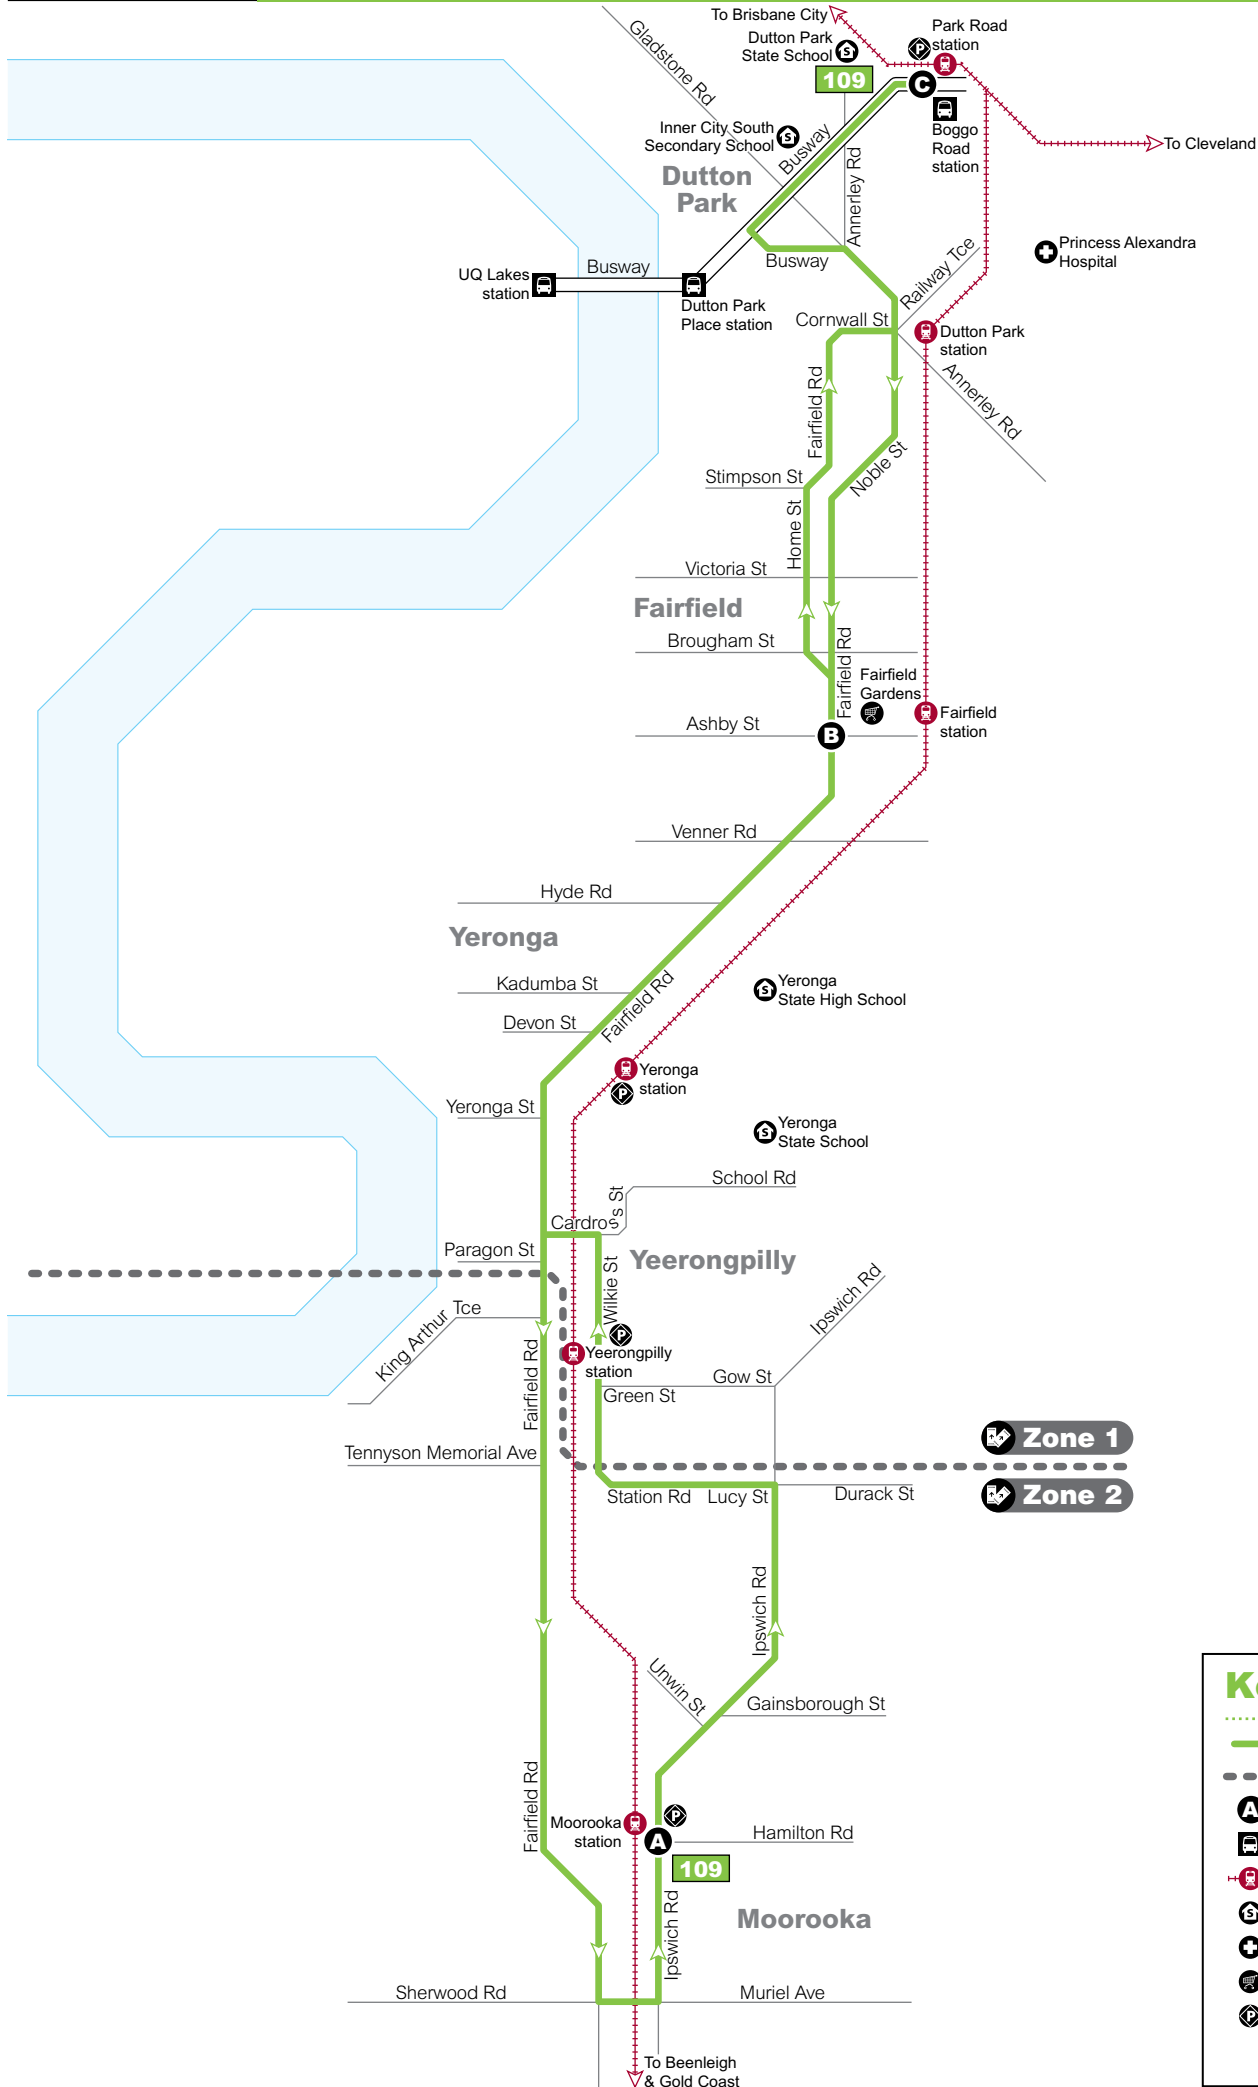 To Brisbane City
Park Road
station
Gladstone Rd
Dutton Park
State School
109
C
Boggo
Road
station
To Cleveland
Inner City South
Secondary School
Busway
Annerley Rd
Dutton
Park
Princess Alexandra
Hospital
Railway Tce
Busway
UQ Lakes
station
Busway
Dutton Park
Place station
Cornwall St
Dutton Park
station
Annerley Rd
Fairfield Rd
Noble St
Stimpson St
Home St
Victoria St
Fairfield
Brougham St
Fairfield Rd
Fairfield
Gardens
Fairfield
station
Ashby St
B
Venner Rd
Hyde Rd
Yeronga
Kadumba St
Yeronga
State High School
Devon St
Fairfield Rd
Yeronga
station
Yeronga St
Yeronga
State School
School Rd
Cardross St
Paragon St
Yeerongpilly
Wilkie St
Ipswich Rd
King Arthur Tce
Fairfield Rd
Yeerongpilly
station
Gow St
Green St
Zone 1
Tennyson Memorial Ave
Station Rd
Lucy St
Durack St
Zone 2
Ipswich Rd
Unwin St
Gainsborough St
Fairfield Rd
Moorooka
station
A
Hamilton Rd
109
Ipswich Rd
Moorooka
Sherwood Rd
Muriel Ave
To Beenleigh
& Gold Coast
A